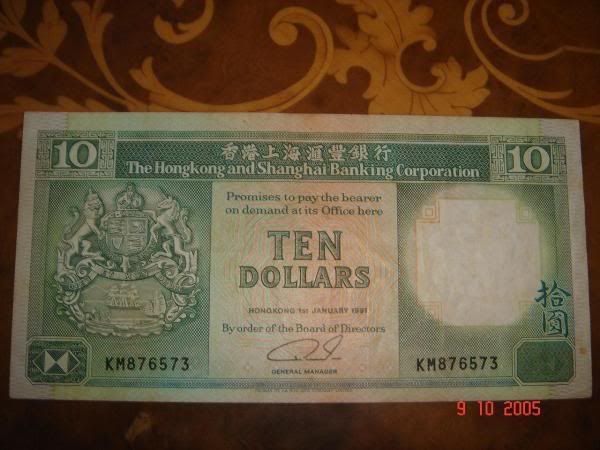 10 香港上海滙豐銀行 10
The Hongkong and Shanghai Banking Corporation
Promises to pay the bearer
on demand at its Office here
TEN
DOLLARS
HONGKONG 1st JANUARY 1991
By order of the Board of Directors
GENERAL MANAGER
拾圓
KM876573 KM876573
9 10 2005